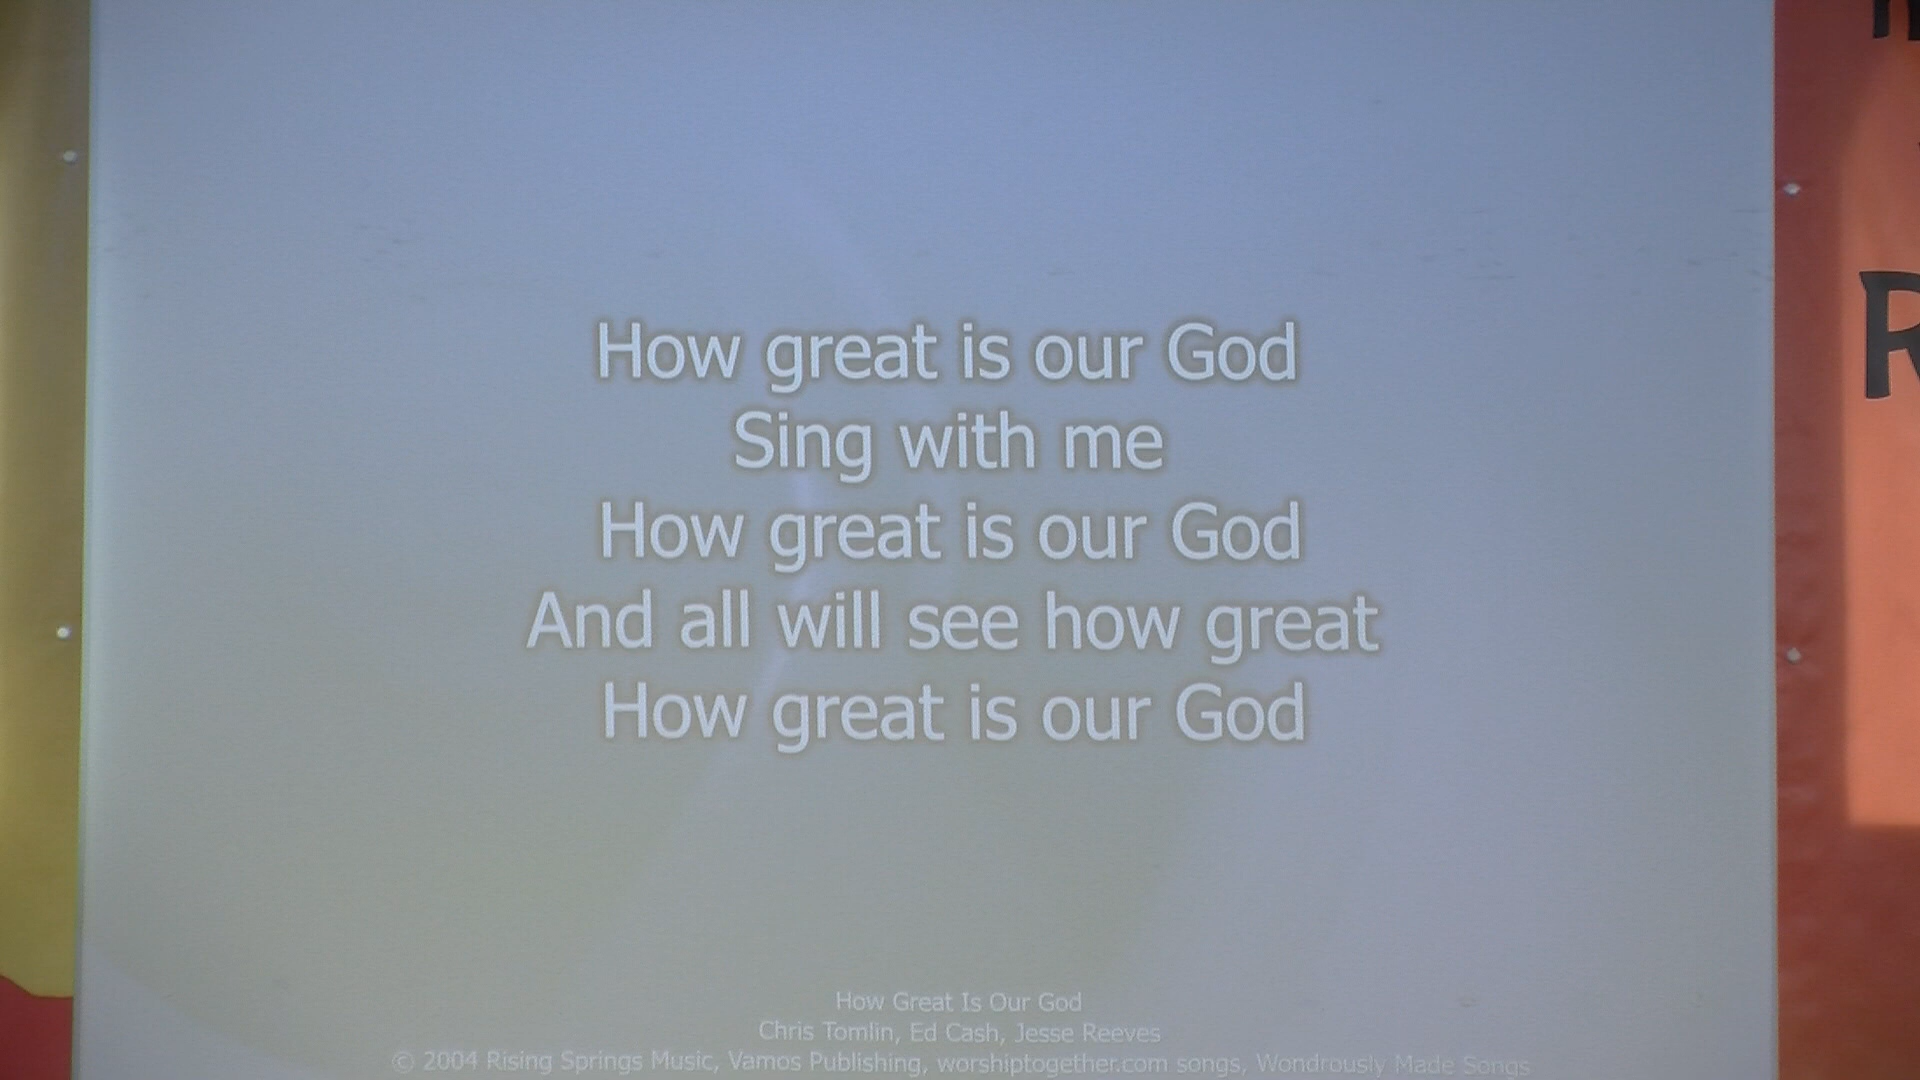 How great is our God
Sing with me
How great is our God
And all will see how great
How great is our God
How Great Is Our God
Chris Tomlin, Ed Cash, Jesse Reeves
© 2004 Rising Springs Music, Vamos Publishing, worshiptogether.com songs, Wondrously Made Songs